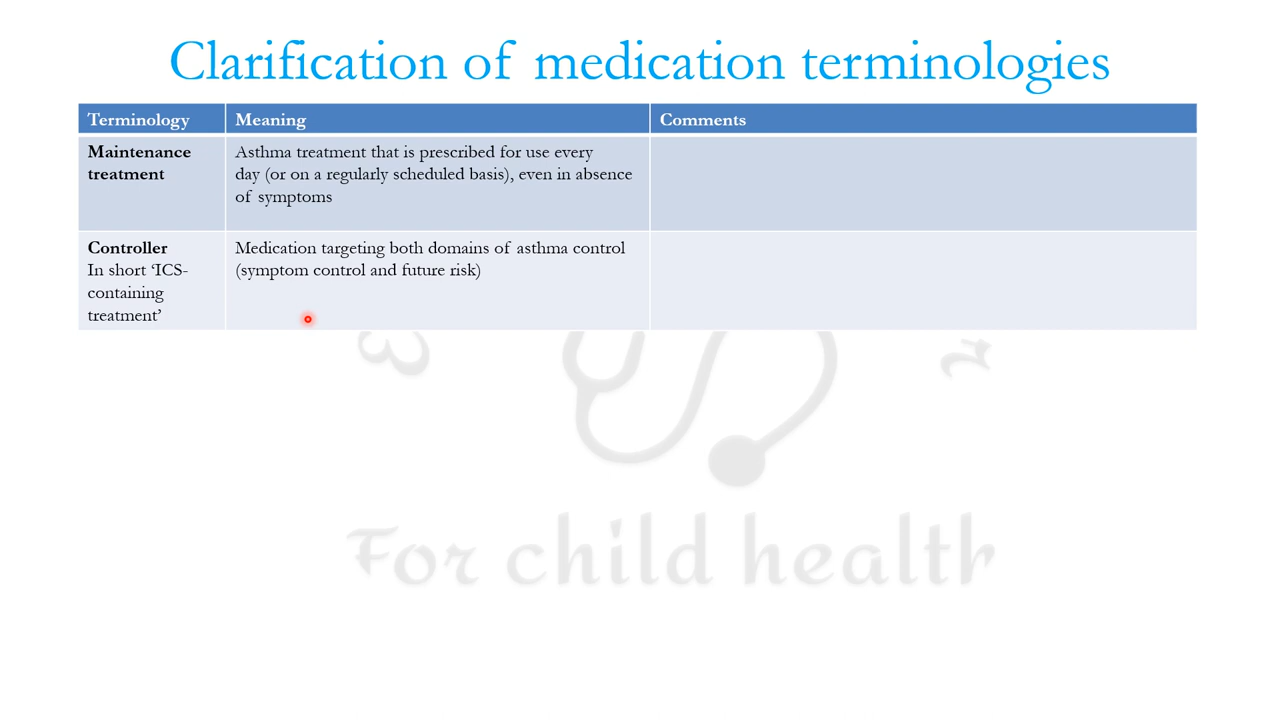 Clarification of medication terminologies
Terminology
Meaning
Comments
Maintenance
treatment
Asthma treatment that is prescribed for use every
day (or on a regularly scheduled basis), even in absence
of symptoms
Controller
In short ‘ICS-
containing
treatment’
Medication targeting both domains of asthma control
(symptom control and future risk)
For child health